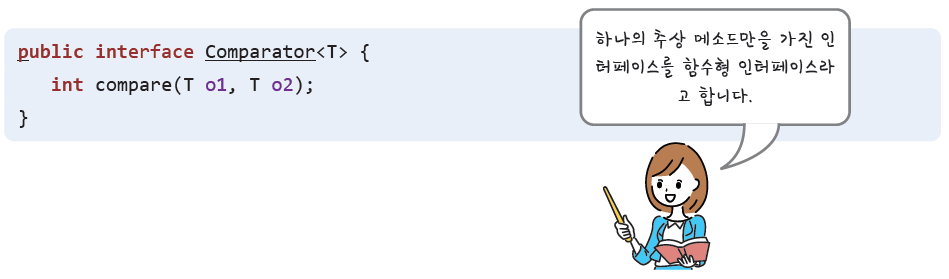 public interface Comparator<T> {
int compare(T o1, T o2);
}
하나의 추상 메소드만을 가진 인
터페이스를 함수형 인터페이스라
고 합니다.